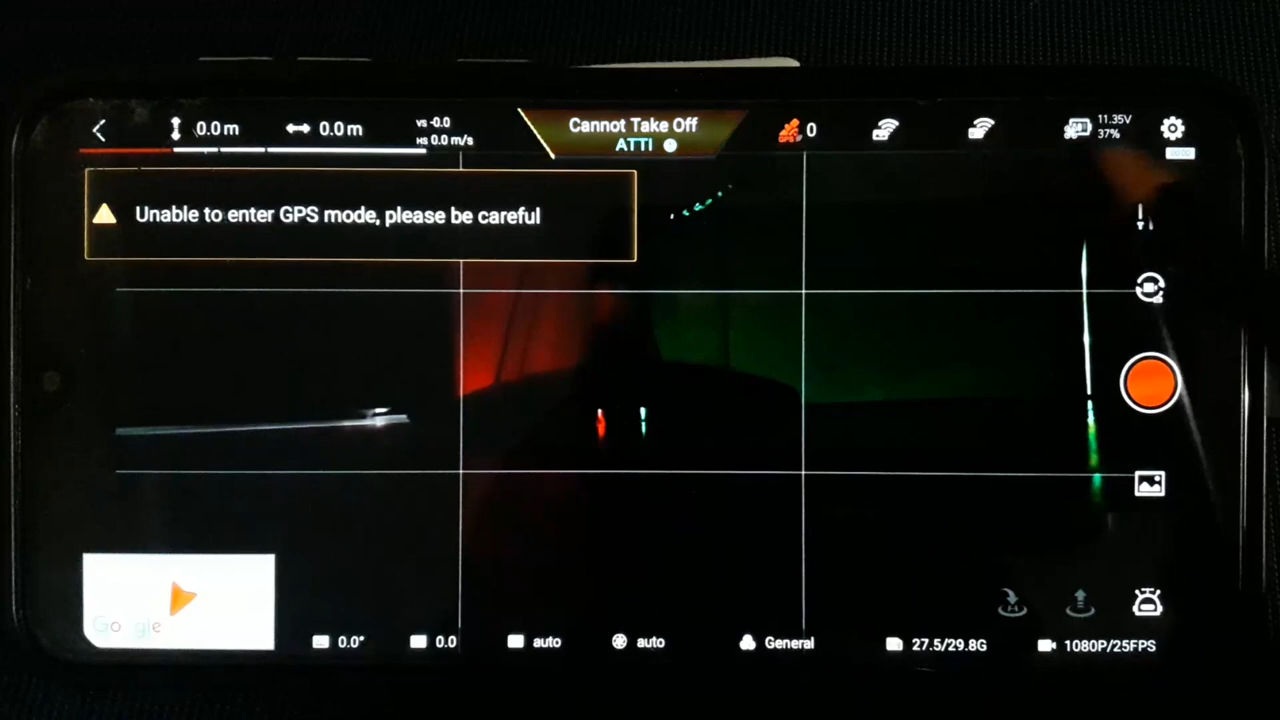 0.0 m
0.0 m
VS -0.0
HS 0.0 m/s
Cannot Take Off
ATTI
0
11.35V
37%
Unable to enter GPS mode, please be careful
Google
0.0°
0.0
auto
auto
General
27.5/29.8G
1080P/25FPS